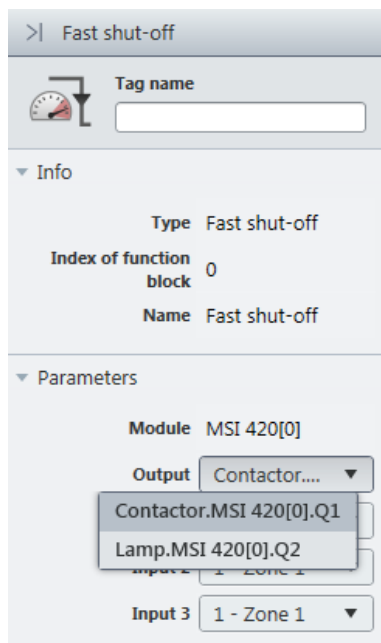 Fast shut-off
Tag name
Info
Type Fast shut-off
Index of function
block 0
Name Fast shut-off
Parameters
Module MSI 420[0]
Output Contactor....
Contactor.MSI 420[0].Q1
Lamp.MSI 420[0].Q2
Input 2 1 - Zone 1
Input 3 1 - Zone 1